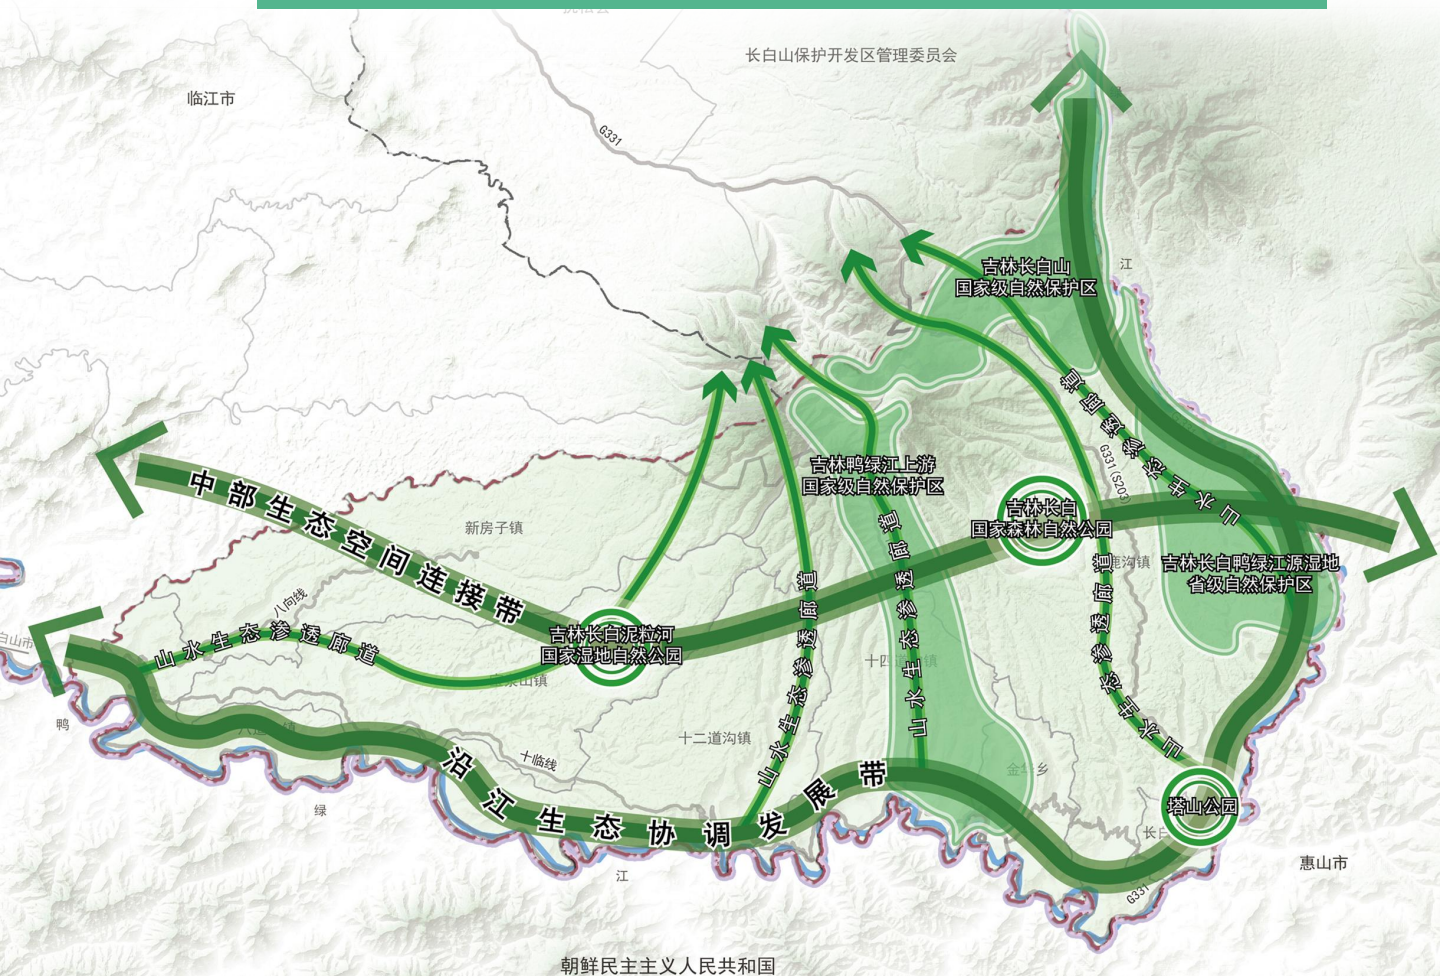 长白山保护开发区管理委员会
临江市
G331
吉林长白山
国家级自然保护区
江
山水生态渗透廊道
吉林鸭绿江上游
国家级自然保护区
中部生态空间连接带
G331(S203)
吉林长白
国家森林自然公园
新房子镇
鹿沟镇
吉林长白鸭绿江源湿地
省级自然保护区
八向线
白山市
山水生态渗透廊道
吉林长白泥粒河
国家湿地自然公园
山水生态渗透廊道
山水生态渗透廊道
山水生态渗透廊道
鸭
十二道沟镇
十临线
沿江生态协调发展带
绿
塔山公园
惠山市
江
G331
朝鲜民主主义人民共和国